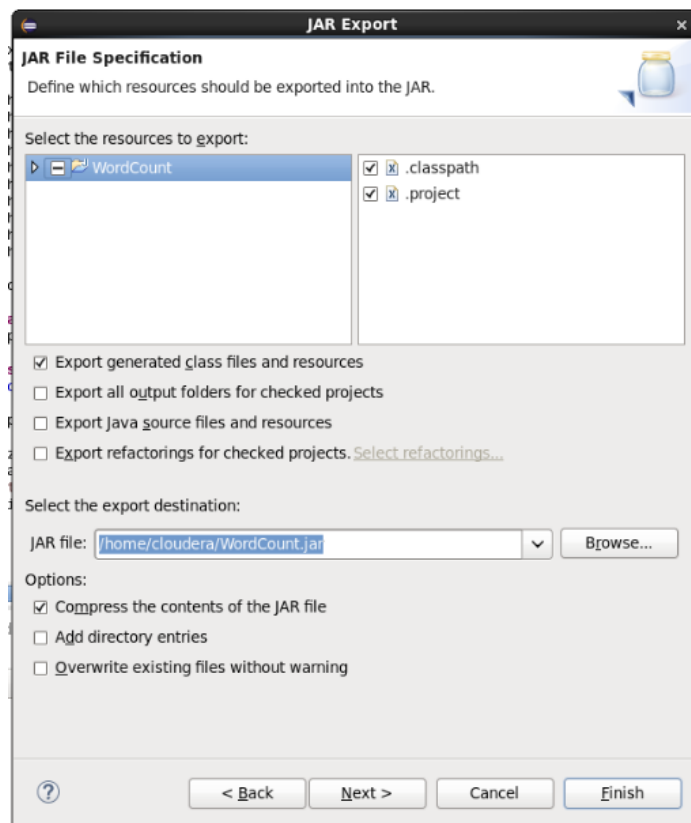 JAR Export
JAR File Specification
Define which resources should be exported into the JAR.
Select the resources to export:
WordCount
.classpath
.project
Export generated class files and resources
Export all output folders for checked projects
Export Java source files and resources
Export refactorings for checked projects. Select refactorings...
Select the export destination:
JAR file: /home/cloudera/WordCount.jar Browse...
Options:
Compress the contents of the JAR file
Add directory entries
Overwrite existing files without warning
< Back Next > Cancel Finish